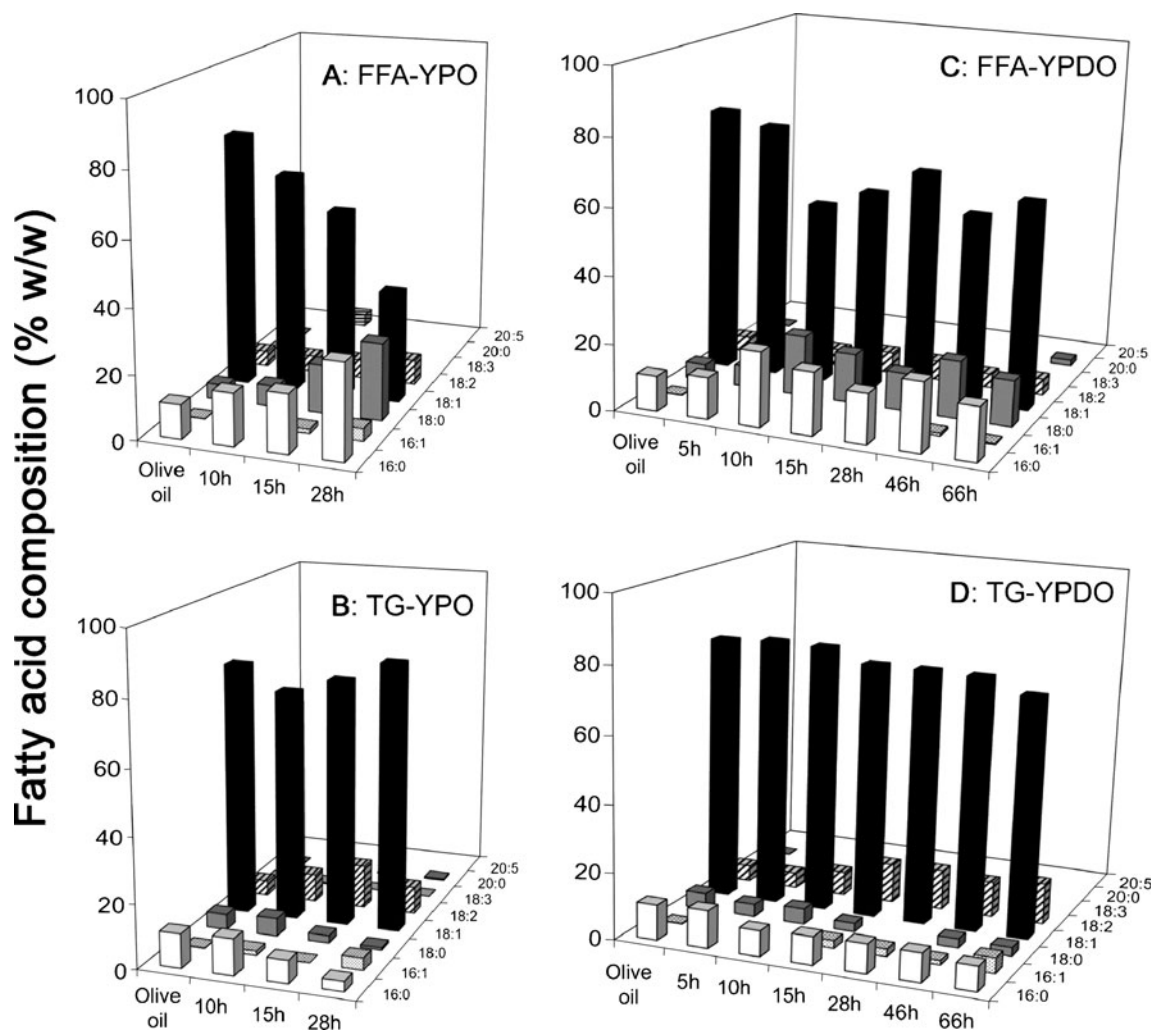 Fatty acid composition (% w/w)
A: FFA-YPO
100
80
60
40
20
0
Olive
oil
10h
15h
28h
16:0
16:1
18:0
18:1
18:2
18:3
20:0
20:5
C: FFA-YPDO
100
80
60
40
20
0
Olive
oil
5h
10h
15h
28h
46h
66h
16:0
16:1
18:0
18:1
18:2
18:3
20:0
20:5
B: TG-YPO
100
80
60
40
20
0
Olive
oil
10h
15h
28h
16:0
16:1
18:0
18:1
18:2
18:3
20:0
20:5
D: TG-YPDO
100
80
60
40
20
0
Olive
oil
5h
10h
15h
28h
46h
66h
16:0
16:1
18:0
18:1
18:2
18:3
20:0
20:5